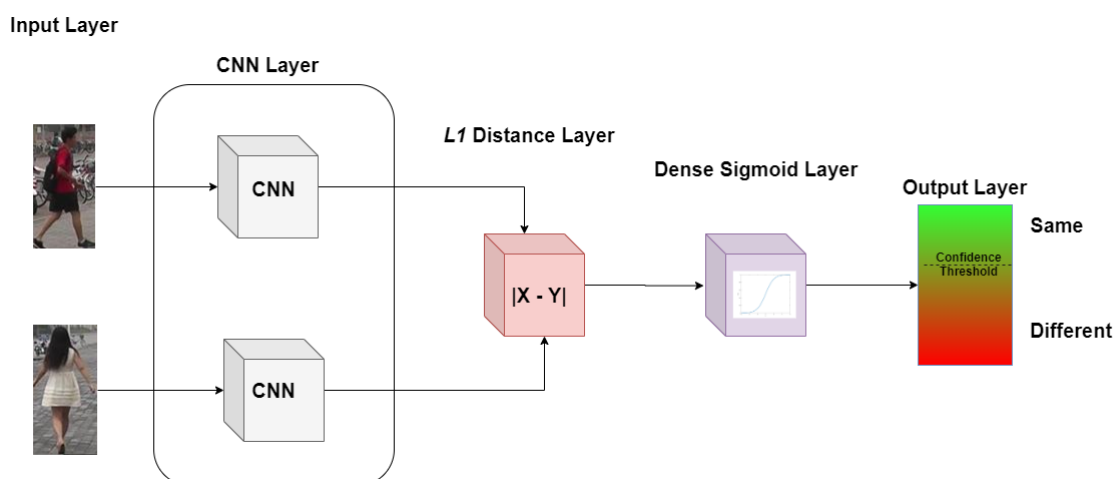 Input Layer
CNN Layer
L1 Distance Layer
Dense Sigmoid Layer
Output Layer
CNN
Same
Confidence
Threshold
|X - Y|
Different
CNN